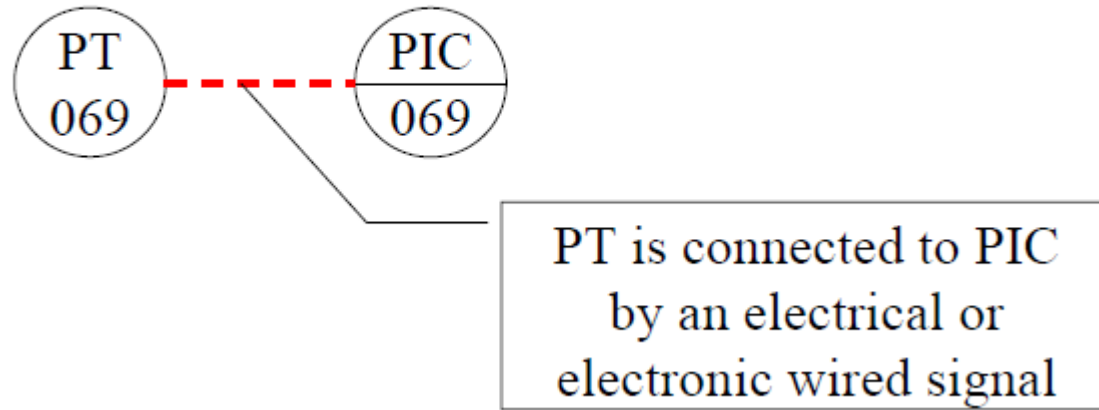 PT
069
PIC
069
PT is connected to PIC
by an electrical or
electronic wired signal